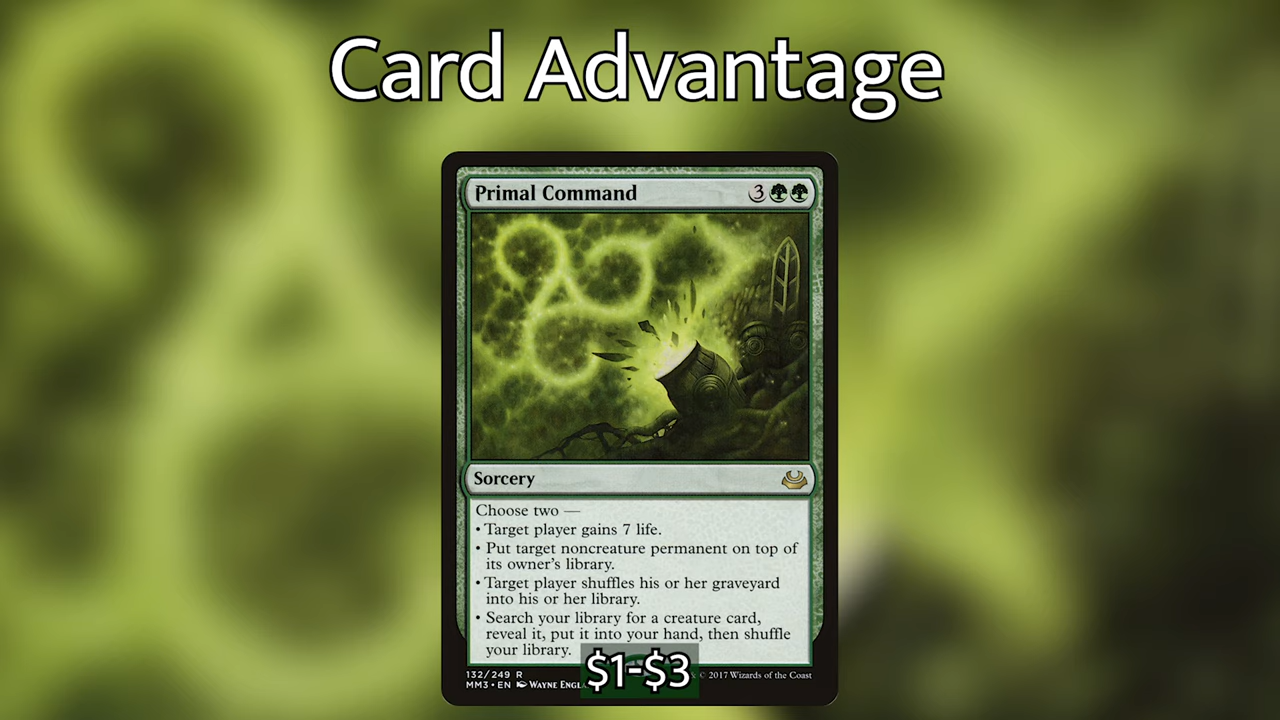 Card Advantage
Primal Command 3
Sorcery
Choose two —
• Target player gains 7 life.
• Put target noncreature permanent on top of
its owner's library.
• Target player shuffles his or her graveyard
into his or her library.
• Search your library for a creature card,
reveal it, put it into your hand, then shuffle
your library.
$1-$3
132/249 R
© 2017 Wizards of the Coast
MM3 • EN Wayne